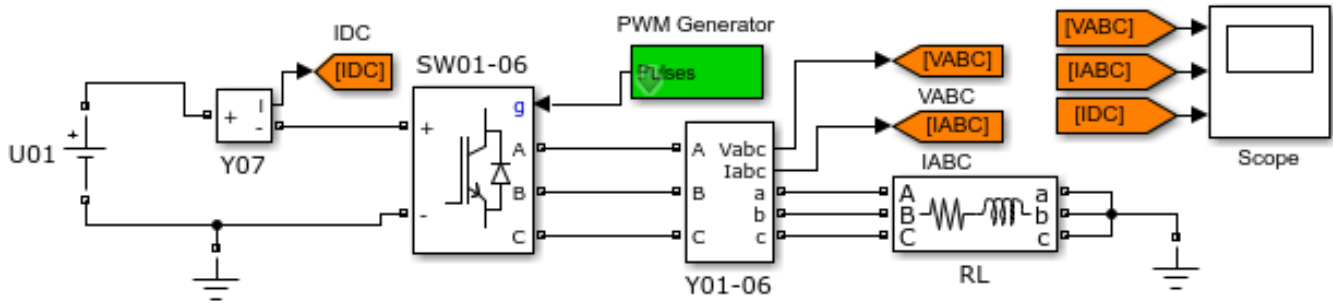 IDC
[IDC]
U01
+
+
I
-
Y07
SW01-06
g
+
-
A
B
C
PWM Generator
Pulses
A
B
C
Vabc
Iabc
a
b
c
Y01-06
[VABC]
VABC
[IABC]
IABC
A
B
C
a
b
c
RL
[VABC]
[IABC]
[IDC]
Scope